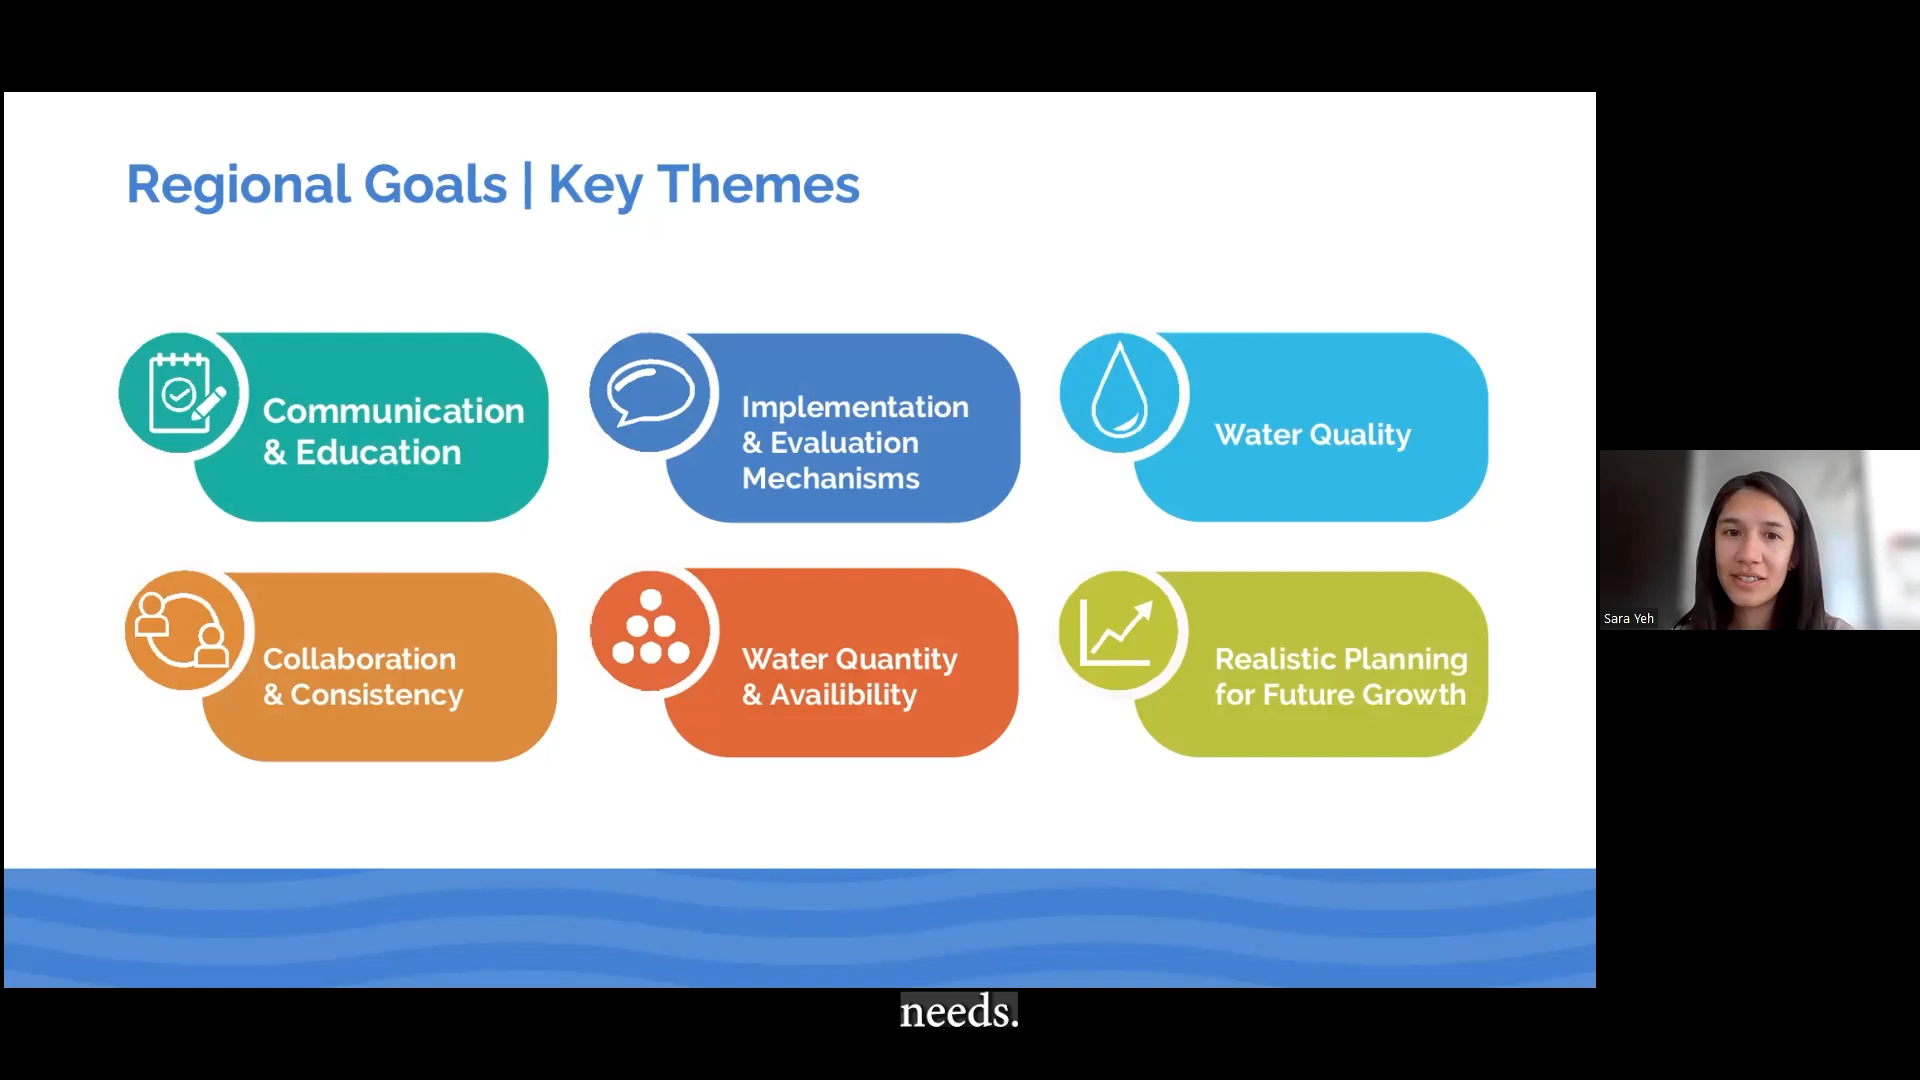 Regional Goals | Key Themes
Communication
& Education
Implementation
& Evaluation
Mechanisms
Water Quality
Collaboration
& Consistency
Water Quantity
& Availibility
Realistic Planning
for Future Growth
Sara Yeh
needs.